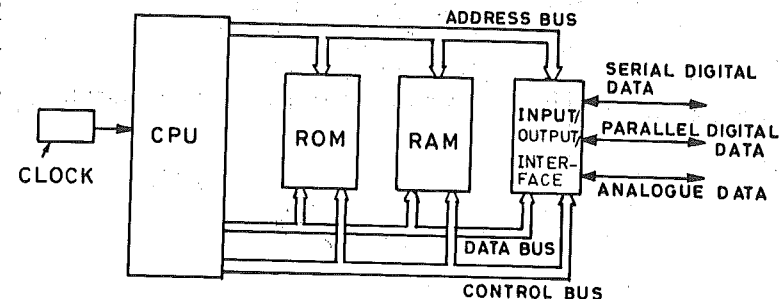 ADDRESS BUS
SERIAL DIGITAL
DATA
CPU
ROM
RAM
INPUT/
OUTPUT/
INTER-
FACE
PARALLEL DIGITAL
DATA
CLOCK
ANALOGUE DATA
DATA BUS
CONTROL BUS